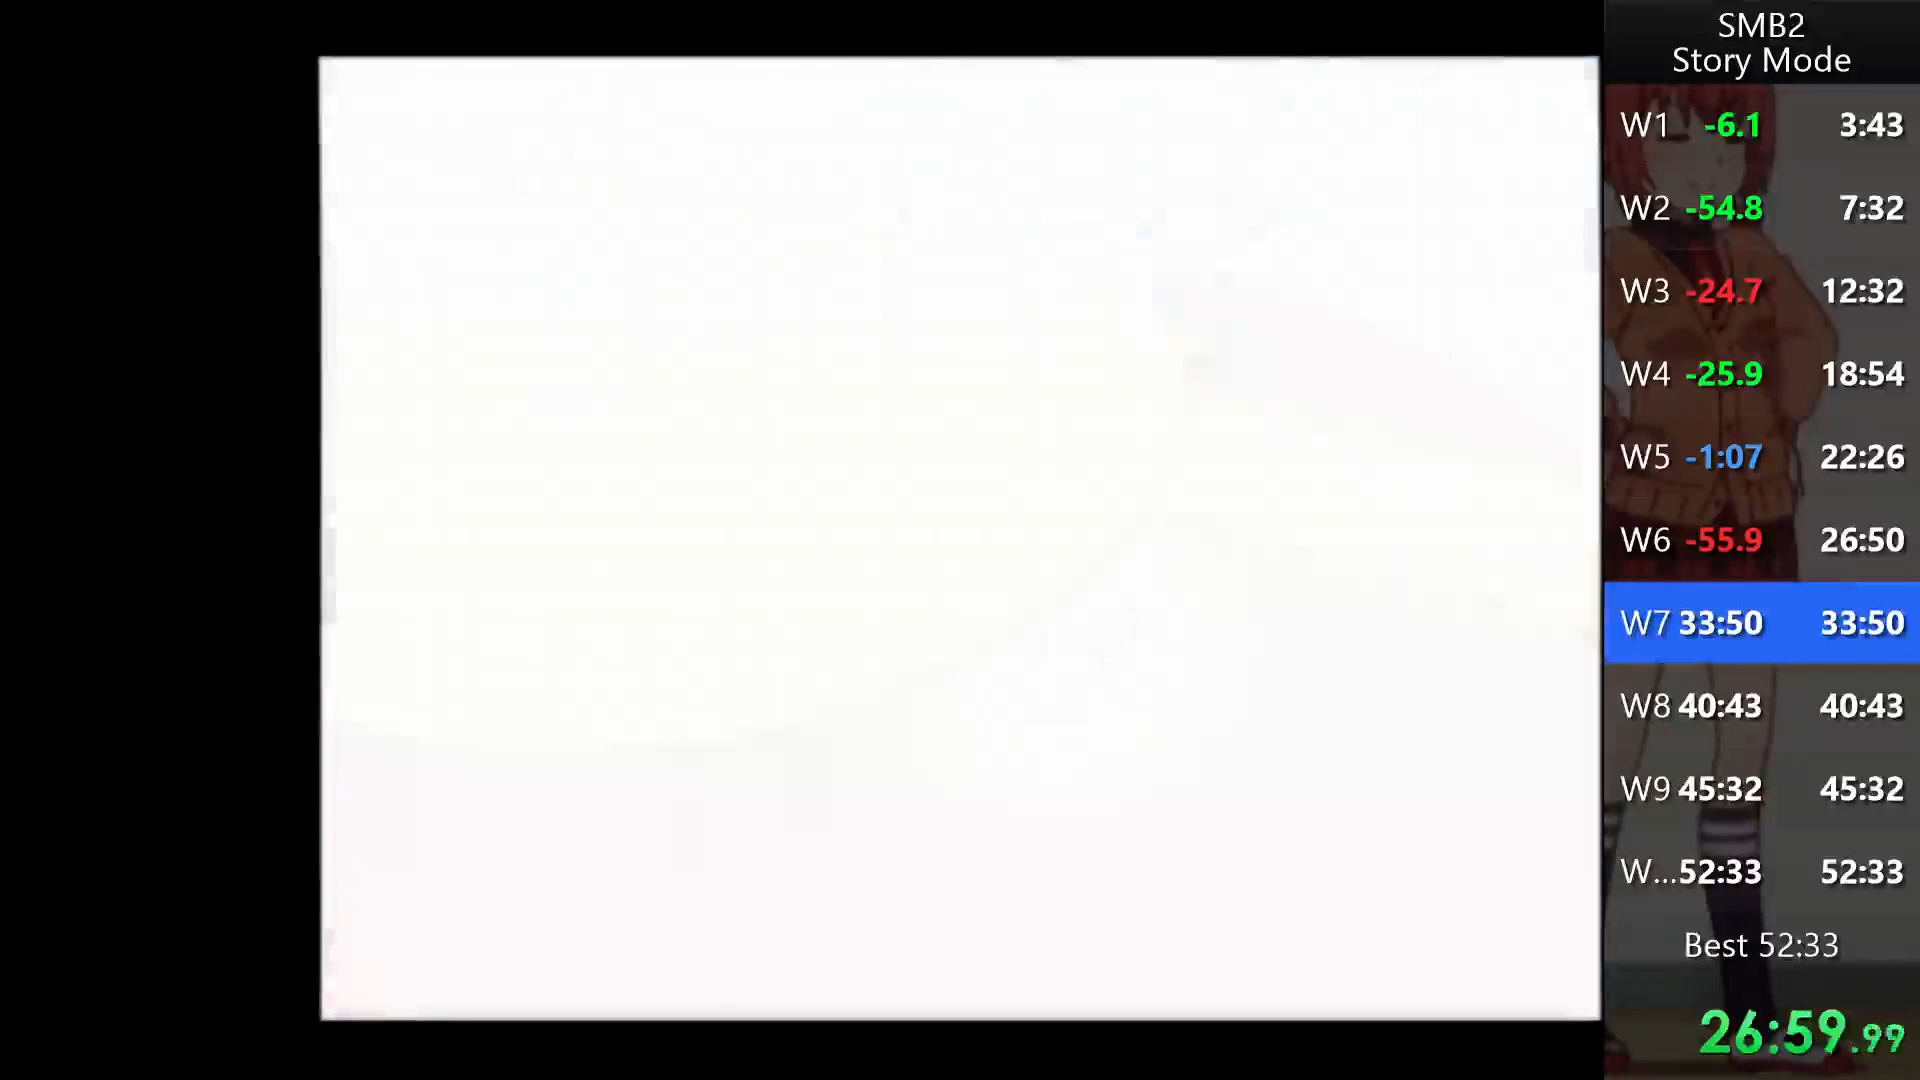 SMB2
Story Mode
W1 -6.1 3:43
W2 -54.8 7:32
W3 -24.7 12:32
W4 -25.9 18:54
W5 -1:07 22:26
W6 -55.9 26:50
W7 33:50 33:50
W8 40:43 40:43
W9 45:32 45:32
W... 52:33 52:33
Best 52:33
26:59.99